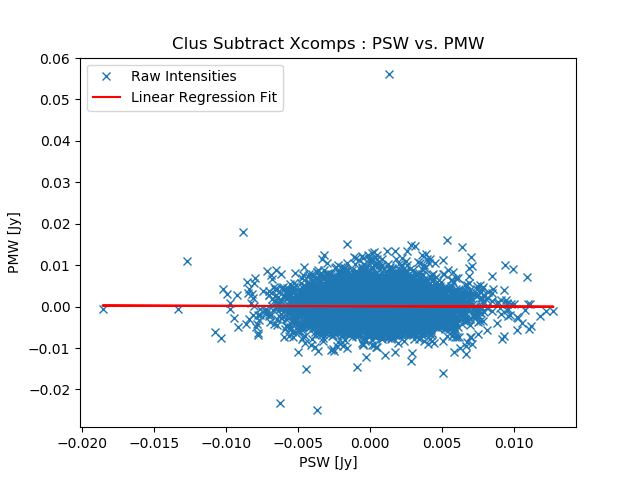 Clus Subtract Xcomps : PSW vs. PMW
Raw Intensities
Linear Regression Fit
0.06
0.05
0.04
0.03
0.02
0.01
0.00
−0.01
−0.02
PMW [Jy]
−0.020 −0.015 −0.010 −0.005 0.000 0.005 0.010
PSW [Jy]